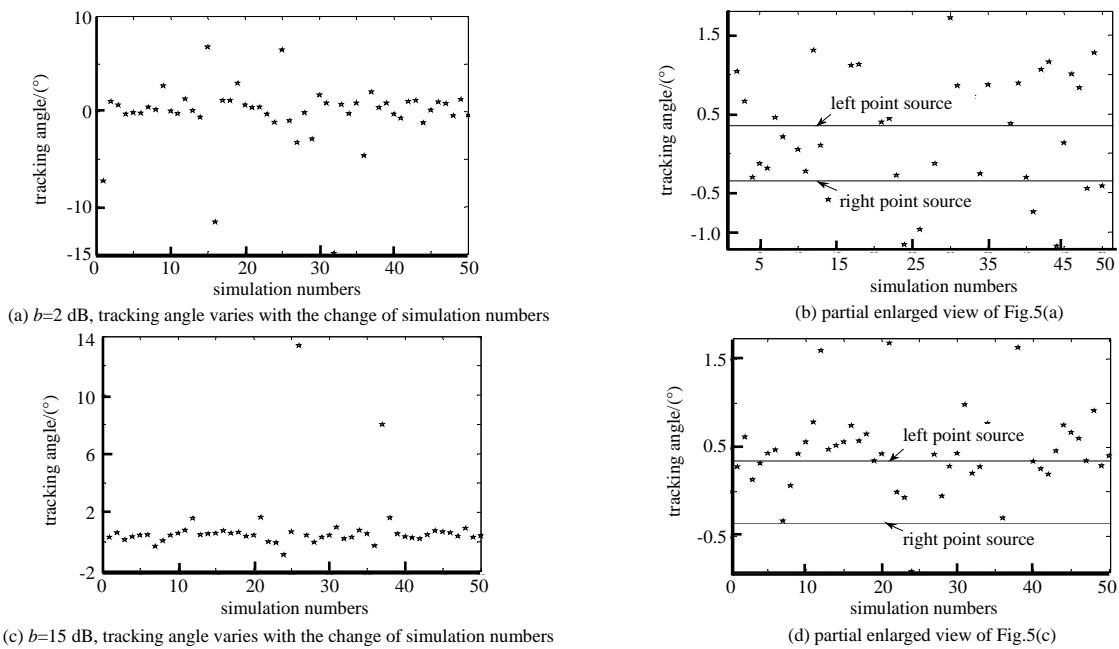 10
5
0
-5
-10
-15
tracking angle/(°)
0
10
20
30
40
50
simulation numbers
(a) b=2 dB, tracking angle varies with the change of simulation numbers
1.5
0.5
-0.5
-1.0
tracking angle/(°)
left point source
right point source
5
15
25
35
45
50
simulation numbers
(b) partial enlarged view of Fig.5(a)
14
10
6
2
-2
tracking angle/(°)
0
10
20
30
40
50
simulation numbers
(c) b=15 dB, tracking angle varies with the change of simulation numbers
1.5
0.5
-0.5
tracking angle/(°)
left point source
right point source
0
10
20
30
40
50
simulation numbers
(d) partial enlarged view of Fig.5(c)